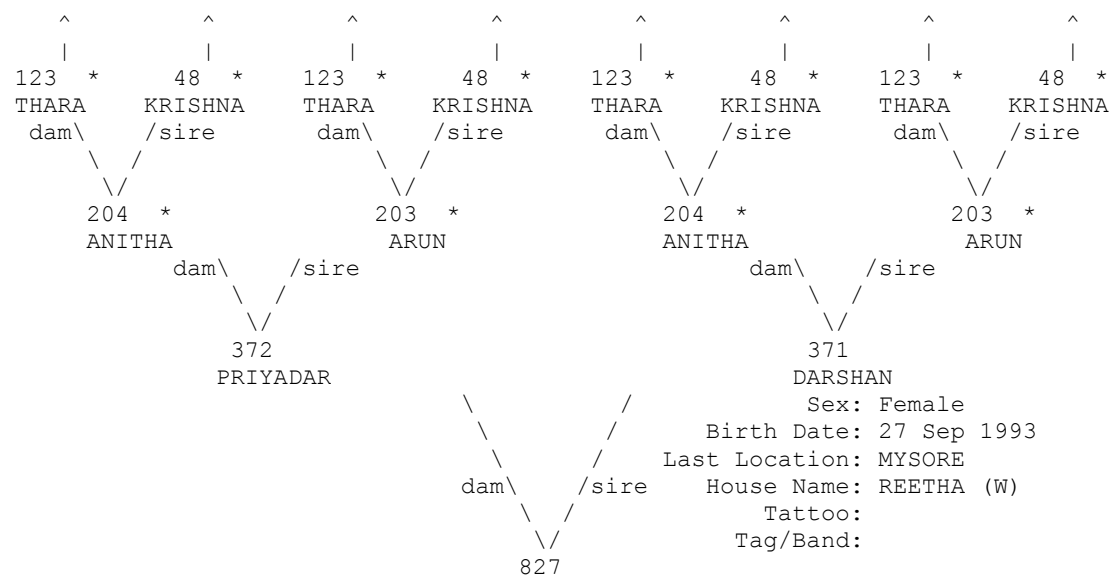 ^ ^ ^ ^ ^ ^ ^ ^
| | | | | | | |
123 * 48 * 123 * 48 * 123 * 48 * 123 * 48 *
THARA KRISHNA THARA KRISHNA THARA KRISHNA THARA KRISHNA
dam\ /sire dam\ /sire dam\ /sire dam\ /sire
\ / \ / \ / \ /
\/ \/ \/ \/
204 * 203 * 204 * 203 *
ANITHA ARUN ANITHA ARUN
dam\ /sire dam\ /sire
\ / \ /
\/ \/
372 371
PRIYADAR DARSHAN
\ / Sex: Female
\ / Birth Date: 27 Sep 1993
\ / Last Location: MYSORE
dam\ /sire House Name: REETHA (W)
\ / Tattoo:
\/ Tag/Band:
827